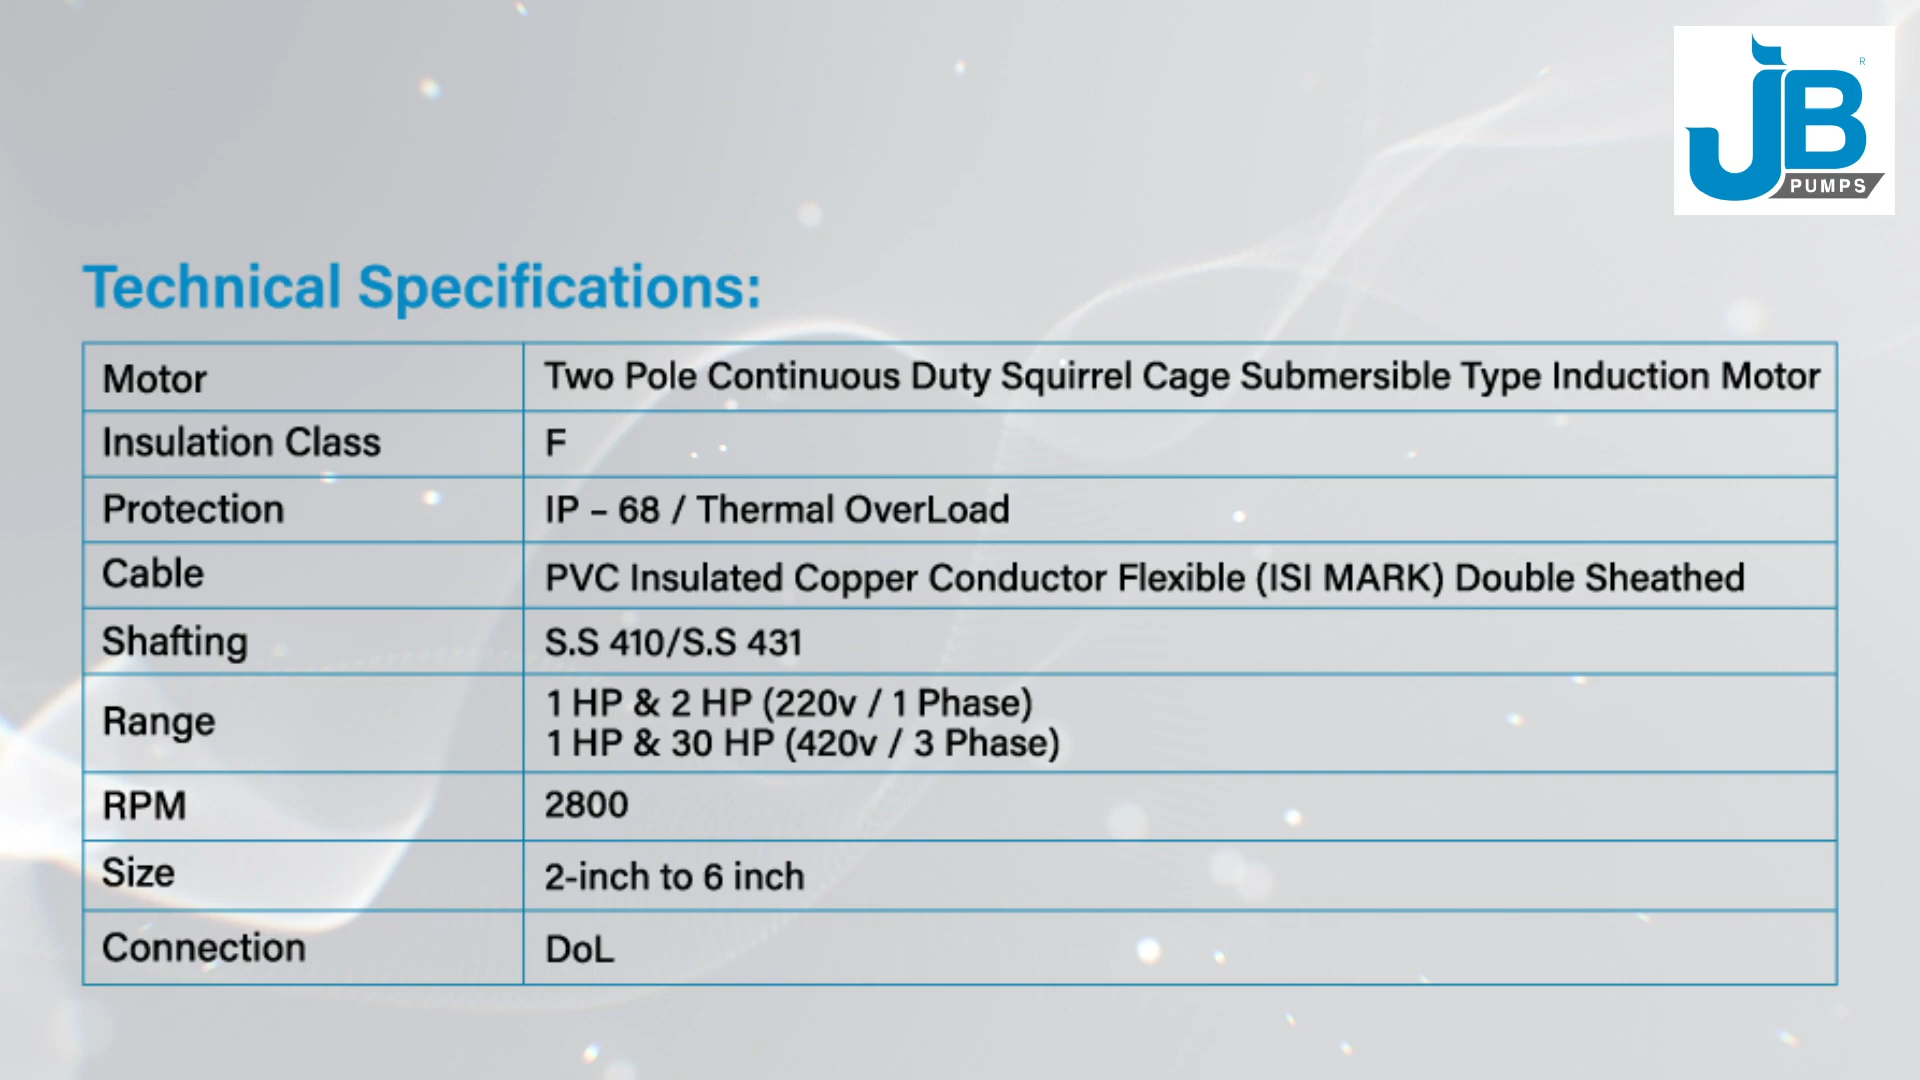 JB
®
PUMPS
Technical Specifications:
Motor Two Pole Continuous Duty Squirrel Cage Submersible Type Induction Motor
Insulation Class F
Protection IP – 68 / Thermal OverLoad
Cable PVC Insulated Copper Conductor Flexible (ISI MARK) Double Sheathed
Shafting S.S 410/S.S 431
Range 1 HP & 2 HP (220v / 1 Phase)
1 HP & 30 HP (420v / 3 Phase)
RPM 2800
Size 2-inch to 6 inch
Connection DoL